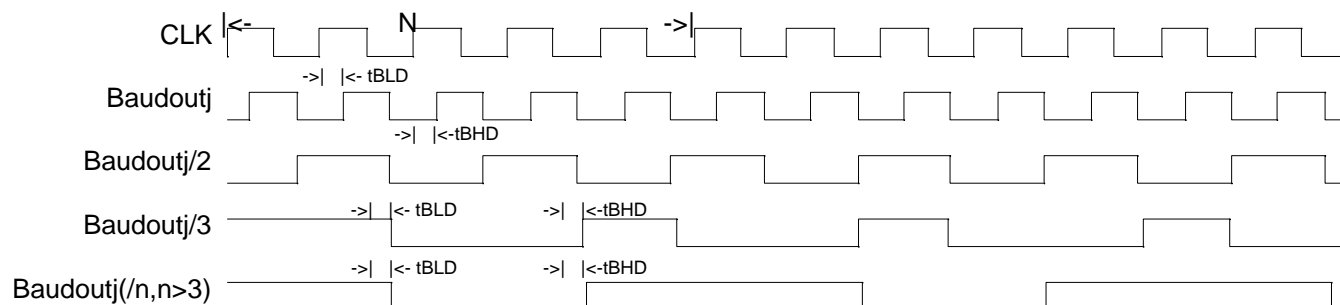 |<- N ->|
CLK
->| |<- tBLD
Baudoutj
->| |<-tBHD
Baudoutj/2
->| |<- tBLD ->| |<-tBHD
Baudoutj/3
->| |<- tBLD ->| |<-tBHD
Baudoutj(/n,n>3)